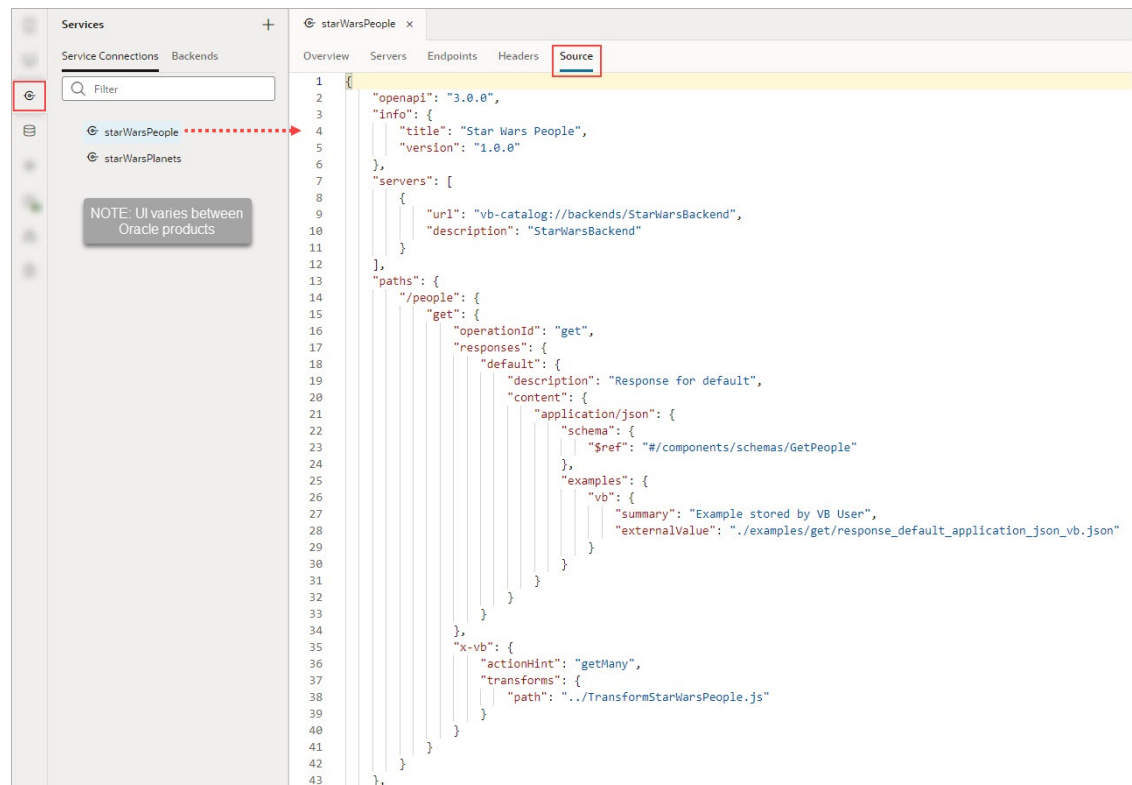 Services +
Service Connections Backends
Filter
starWarsPeople
starWarsPlanets
NOTE: UI varies between
Oracle products
starWarsPeople ×
Overview Servers Endpoints Headers Source
1 {
2 "openapi": "3.0.0",
3 "info": {
4 "title": "Star Wars People",
5 "version": "1.0.0"
6 },
7 "servers": [
8 {
9 "url": "vb-catalog://backends/StarWarsBackend",
10 "description": "StarWarsBackend"
11 }
12 ],
13 "paths": {
14 "/people": {
15 "get": {
16 "operationId": "get",
17 "responses": {
18 "default": {
19 "description": "Response for default",
20 "content": {
21 "application/json": {
22 "schema": {
23 "$ref": "#/components/schemas/GetPeople"
24 },
25 "examples": {
26 "vb": {
27 "summary": "Example stored by VB User",
28 "externalValue": "./examples/get/response_default_application_json_vb.json"
29 }
30 }
31 }
32 }
33 }
34 },
35 "x-vb": {
36 "actionHint": "getMany",
37 "transforms": {
38 "path": "../TransformStarWarsPeople.js"
39 }
40 }
41 }
42 }
43 },